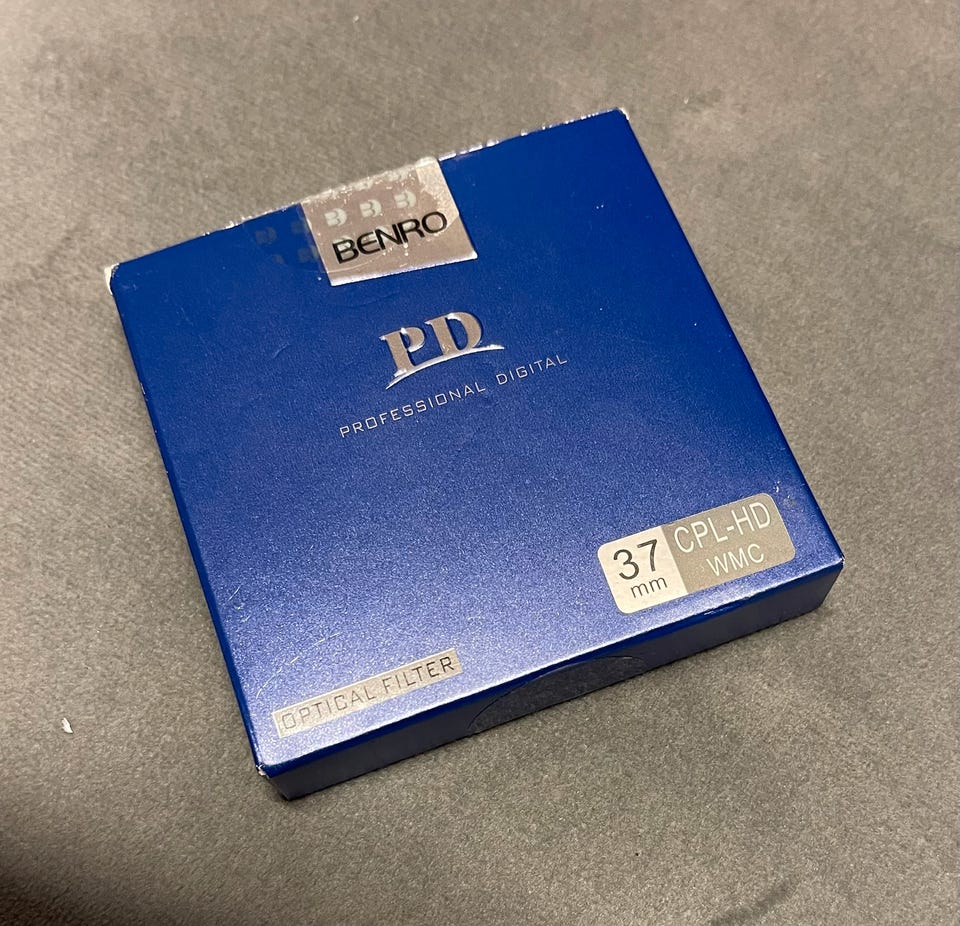 BENRO
PD
PROFESSIONAL DIGITAL
37
mm
CPL-HD
WMC
OPTICAL FILTER